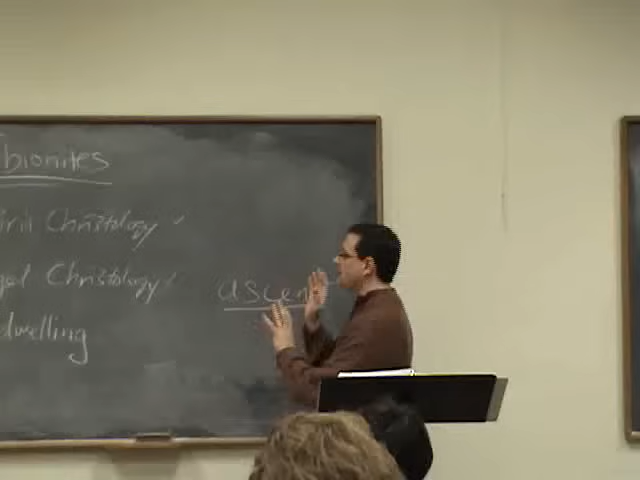 bionites
irit Christology ✓
gel Christology ✓
dwelling
ascen